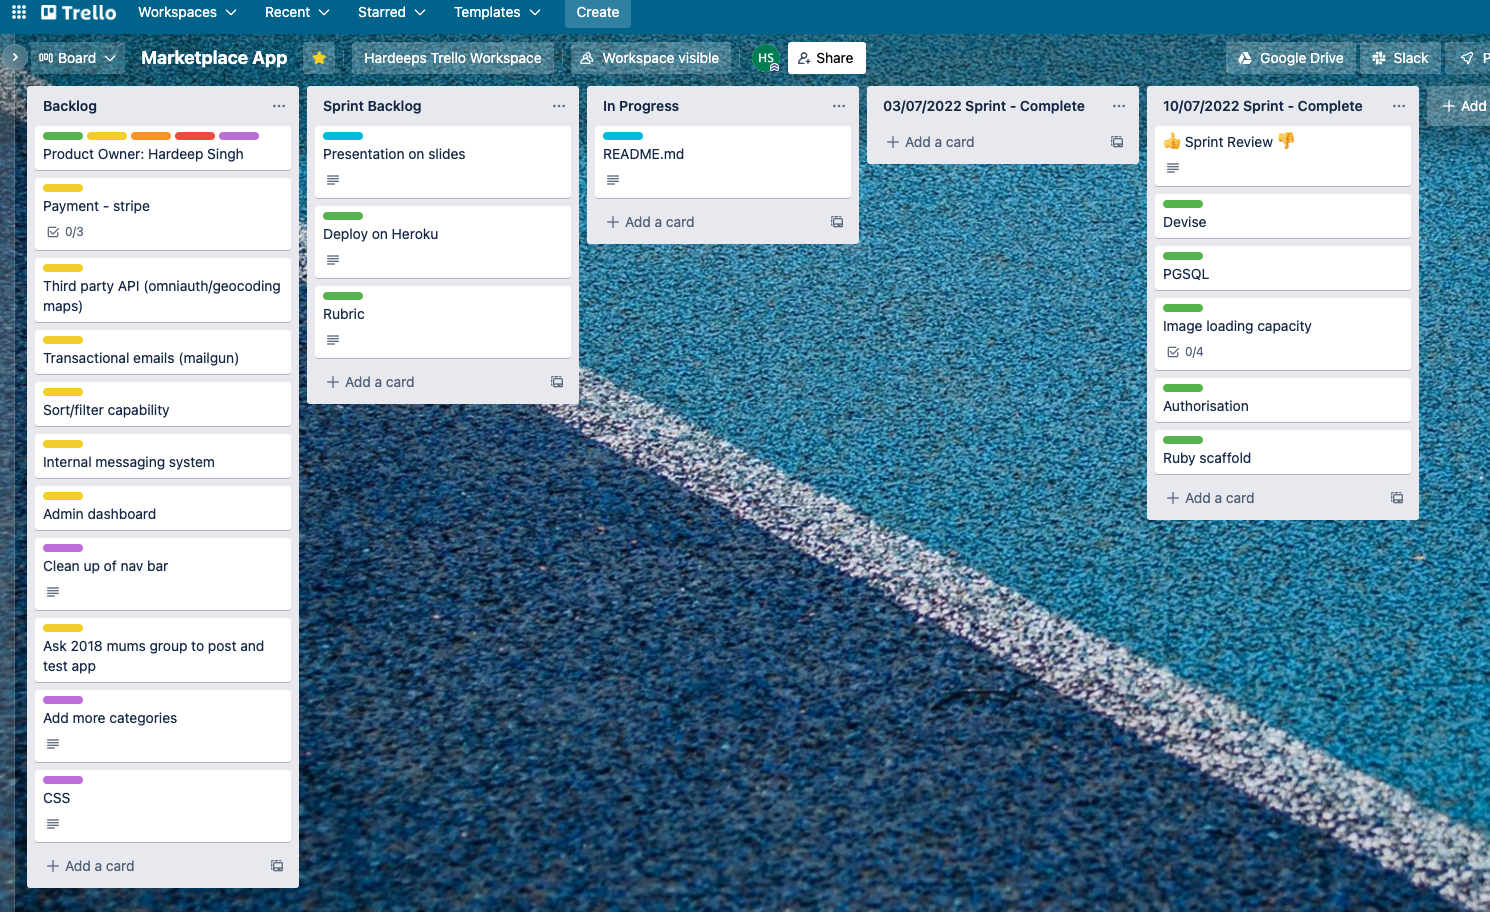 Trello
Workspaces
Recent
Starred
Templates
Create
Board
Marketplace App
Hardeeps Trello Workspace
Workspace visible
HS
Share
Google Drive
Slack
P
Backlog
Product Owner: Hardeep Singh
Payment - stripe
0/3
Third party API (omniauth/geocoding
maps)
Transactional emails (mailgun)
Sort/filter capability
Internal messaging system
Admin dashboard
Clean up of nav bar
Ask 2018 mums group to post and
test app
Add more categories
CSS
+ Add a card
Sprint Backlog
Presentation on slides
Deploy on Heroku
Rubric
+ Add a card
In Progress
README.md
+ Add a card
03/07/2022 Sprint - Complete
+ Add a card
10/07/2022 Sprint - Complete
👍 Sprint Review 👎
Devise
PGSQL
Image loading capacity
0/4
Authorisation
Ruby scaffold
+ Add a card
+ Add